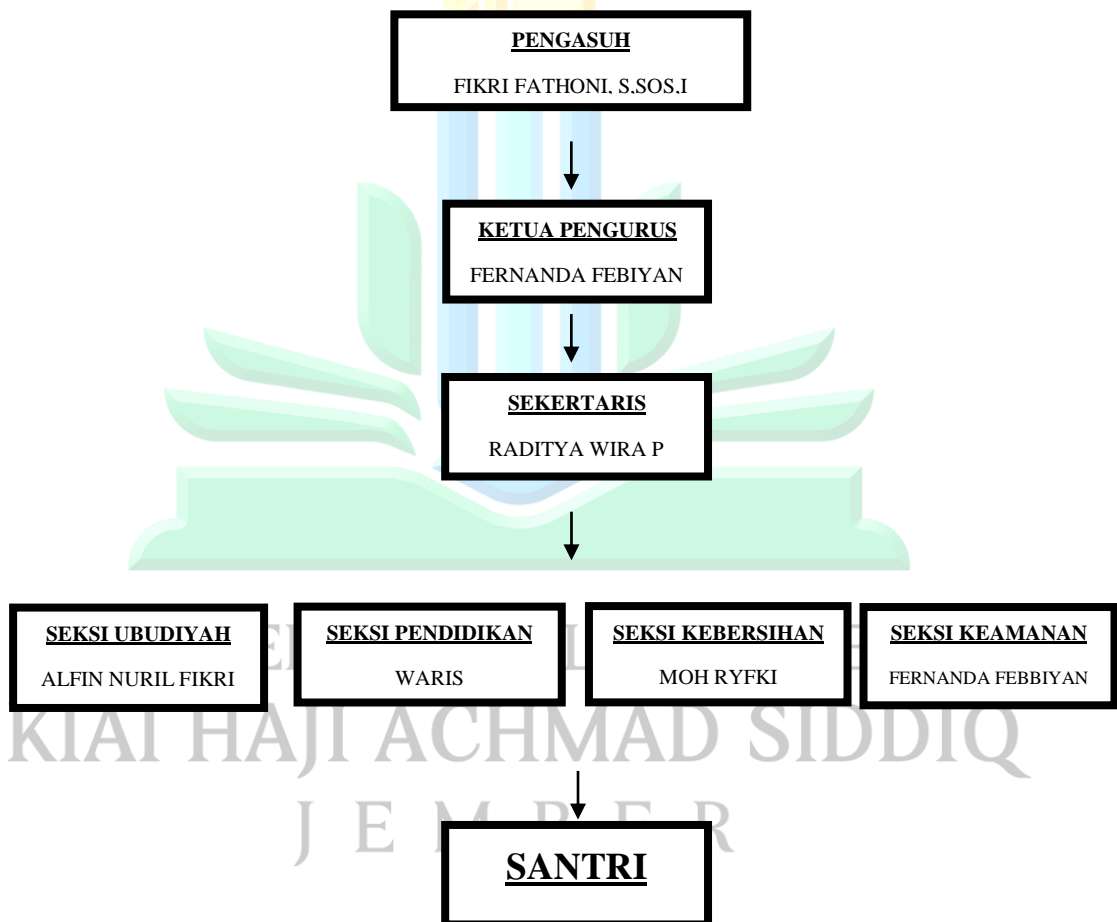 PENGASUH
FIKRI FATHONI, S,SOS,I
KETUA PENGURUS
FERNANDA FEBIYAN
SEKERTARIS
RADITYA WIRA P
SEKSI UBUDIYAH
ALFIN NURIL FIKRI
SEKSI PENDIDIKAN
WARIS
SEKSI KEBERSIHAN
MOH RYFKI
SEKSI KEAMANAN
FERNANDA FEBBIYAN
KIAI HAJI ACHMAD SIDDIQ
JEMBER
SANTRI